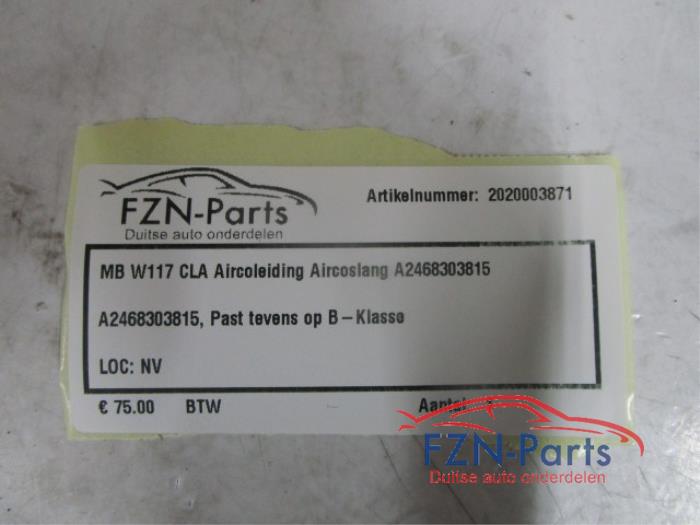 FZN-Parts
Duitse auto onderdelen
Artikelnummer: 2020003871
MB W117 CLA Aircoleiding Aircoslang A2468303815
A2468303815, Past tevens op B-Klasse
LOC: NV
€ 75.00 BTW Aantal
FZN-Parts
Duitse auto onderdelen